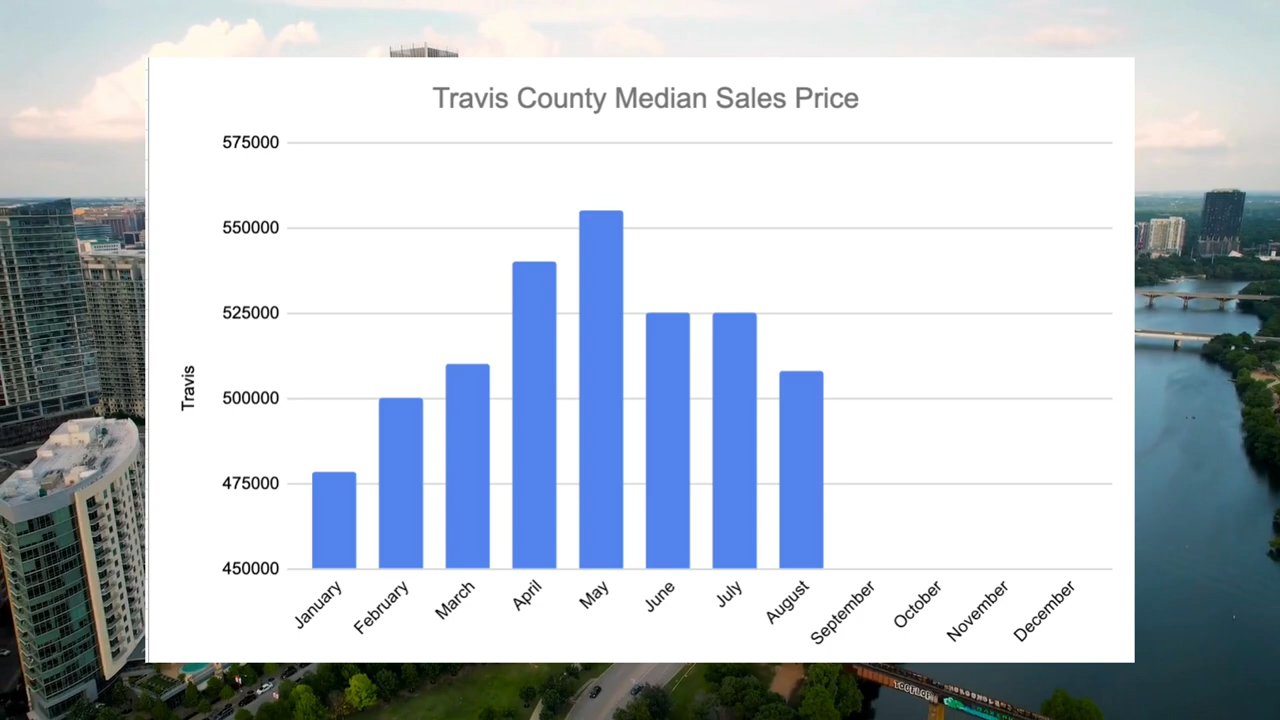 Travis County Median Sales Price
575000
550000
525000
500000
475000
450000
Travis
January
February
March
April
May
June
July
August
September
October
November
December